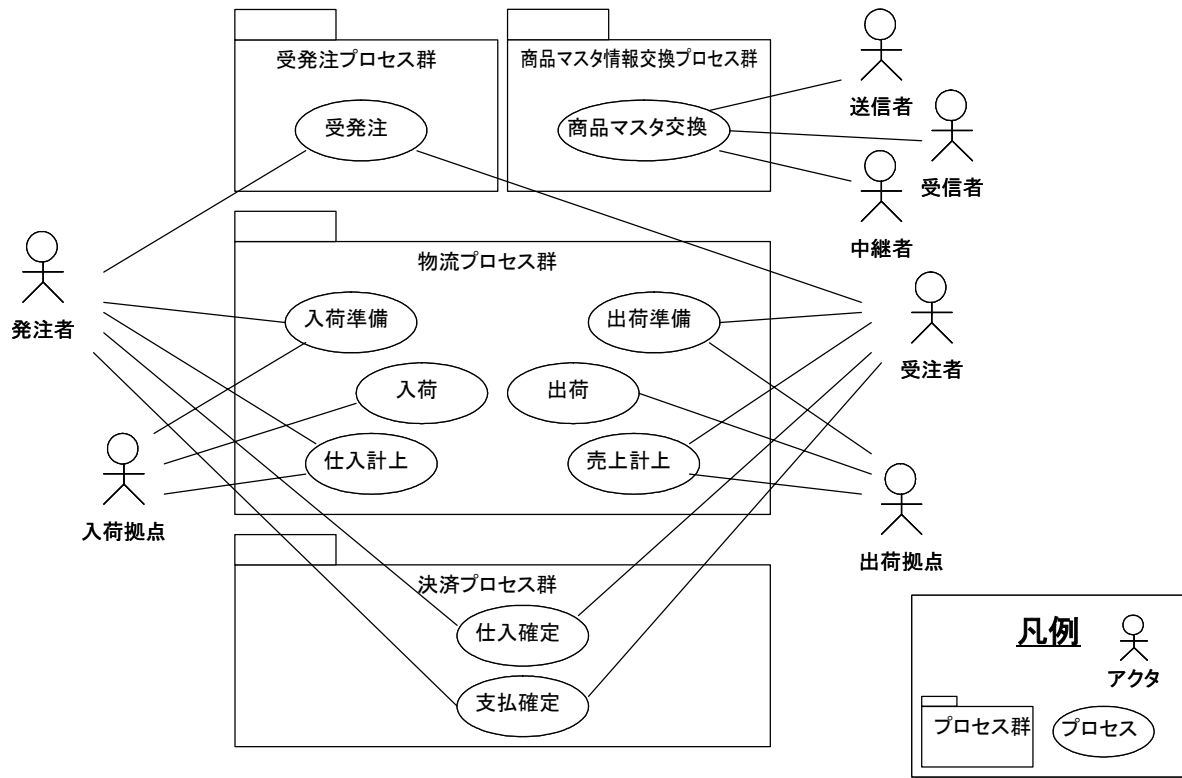 受発注プロセス群
商品マスタ情報交換プロセス群
受発注
商品マスタ交換
送信者
受信者
中継者
物流プロセス群
発注者
入荷準備
出荷準備
受注者
入荷
出荷
仕入計上
売上計上
入荷拠点
出荷拠点
決済プロセス群
仕入確定
支払確定
凡例
アクタ
プロセス群
プロセス